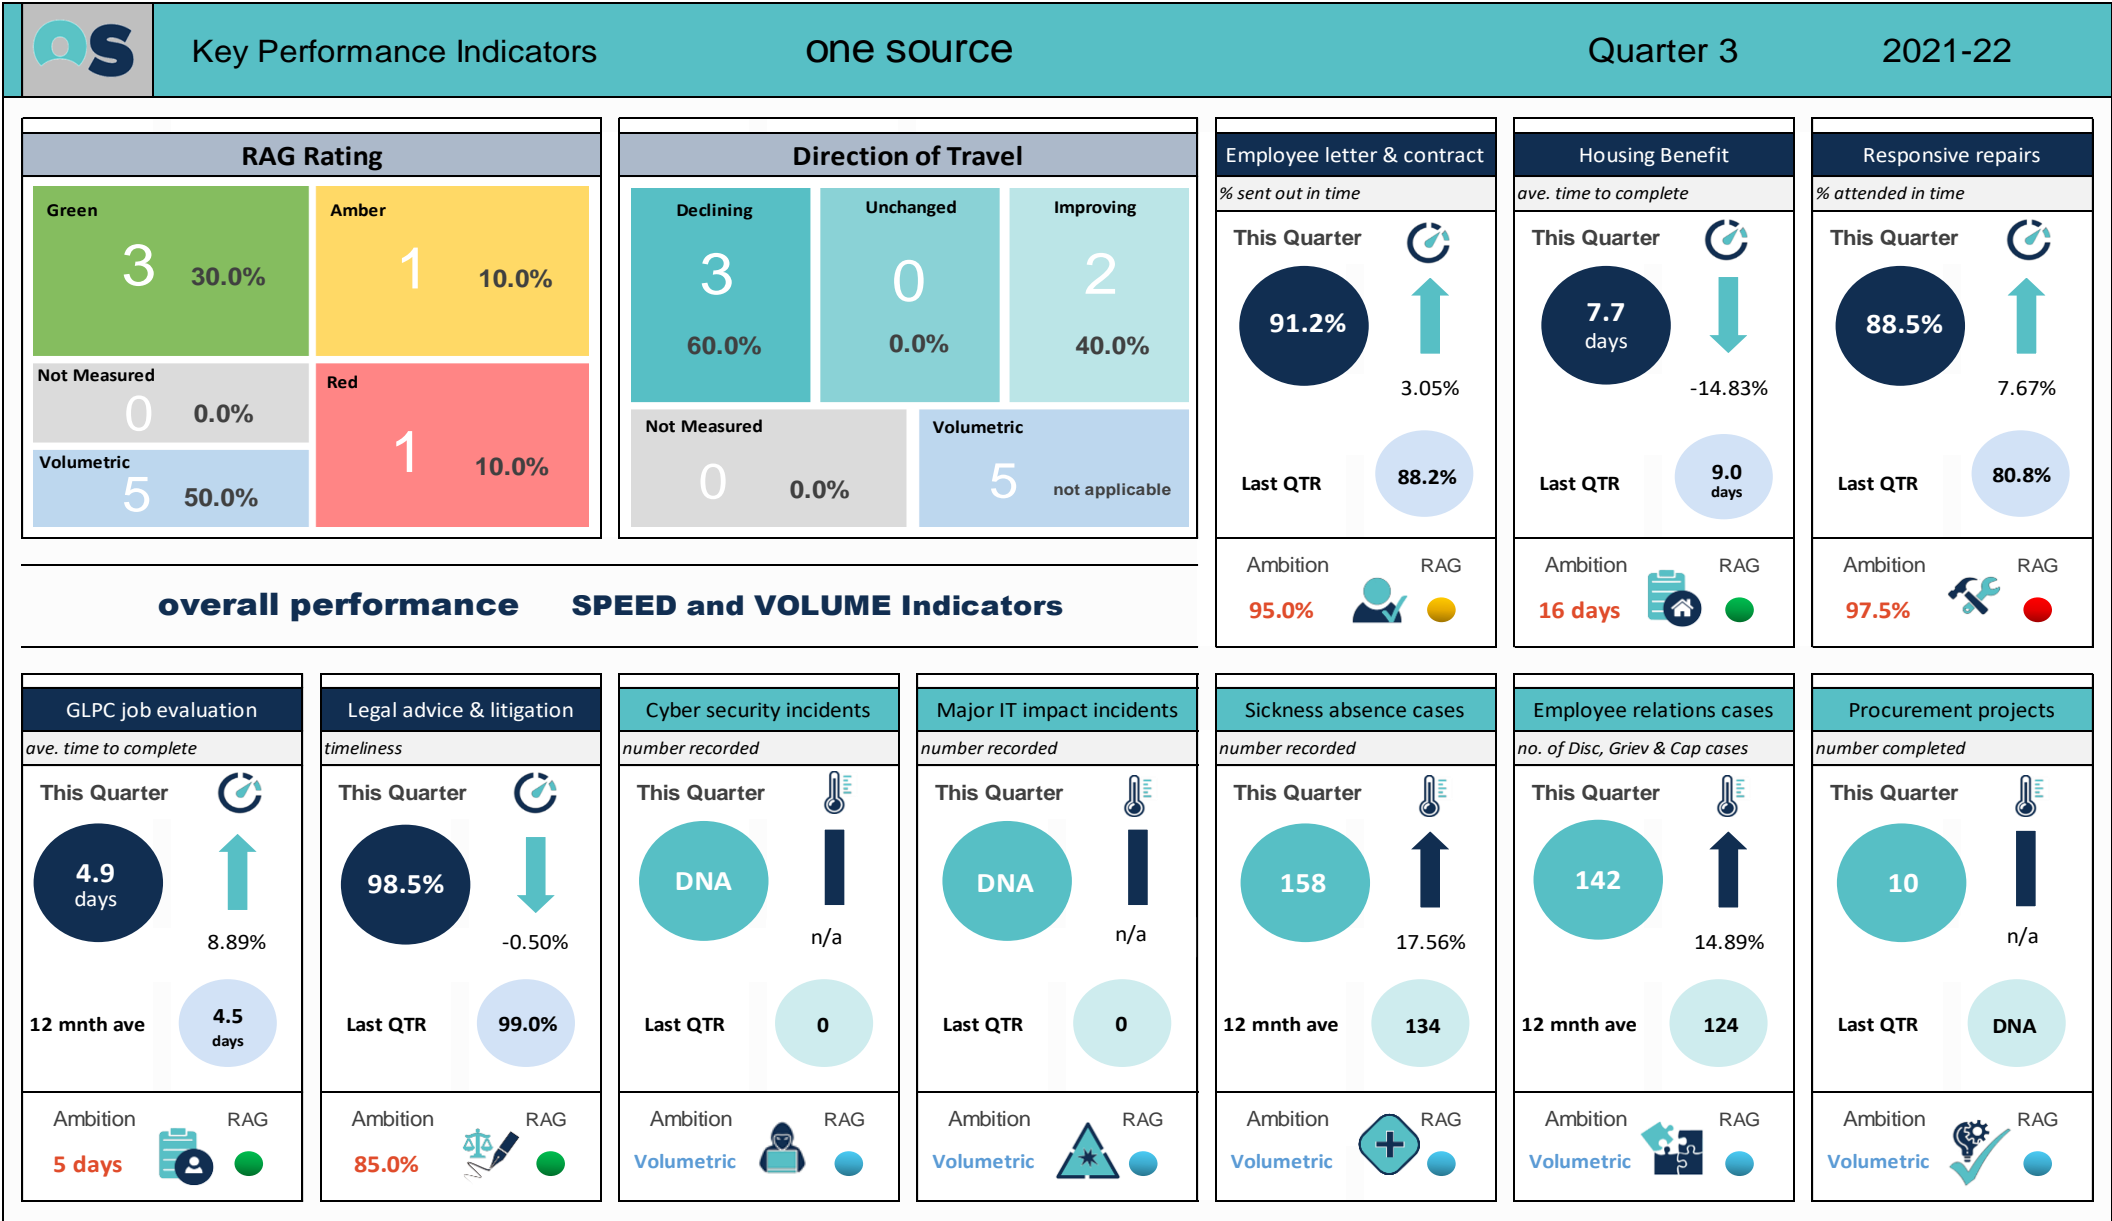 OS
Key Performance Indicators
one source
Quarter 3
2021-22
RAG Rating
Green
3
30.0%
Amber
1
10.0%
Not Measured
0
0.0%
Red
1
10.0%
Volumetric
5
50.0%
Direction of Travel
Declining
3
60.0%
Unchanged
0
0.0%
Improving
2
40.0%
Not Measured
0
0.0%
Volumetric
5
not applicable
Employee letter & contract
% sent out in time
This Quarter
91.2%
3.05%
Last QTR
88.2%
Ambition
RAG
95.0%
Housing Benefit
ave. time to complete
This Quarter
7.7
days
-14.83%
Last QTR
9.0
days
Ambition
RAG
16 days
Responsive repairs
% attended in time
This Quarter
88.5%
7.67%
Last QTR
80.8%
Ambition
RAG
97.5%
overall performance
SPEED and VOLUME Indicators
GLPC job evaluation
ave. time to complete
This Quarter
4.9
days
8.89%
12 mnth ave
4.5
days
Ambition
RAG
5 days
Legal advice & litigation
timeliness
This Quarter
98.5%
-0.50%
Last QTR
99.0%
Ambition
RAG
85.0%
Cyber security incidents
number recorded
This Quarter
DNA
n/a
Last QTR
0
Ambition
RAG
Volumetric
Major IT impact incidents
number recorded
This Quarter
DNA
n/a
Last QTR
0
Ambition
RAG
Volumetric
Sickness absence cases
number recorded
This Quarter
158
17.56%
12 mnth ave
134
Ambition
RAG
Volumetric
Employee relations cases
no. of Disc, Griev & Cap cases
This Quarter
142
14.89%
12 mnth ave
124
Ambition
RAG
Volumetric
Procurement projects
number completed
This Quarter
10
n/a
Last QTR
DNA
Ambition
RAG
Volumetric